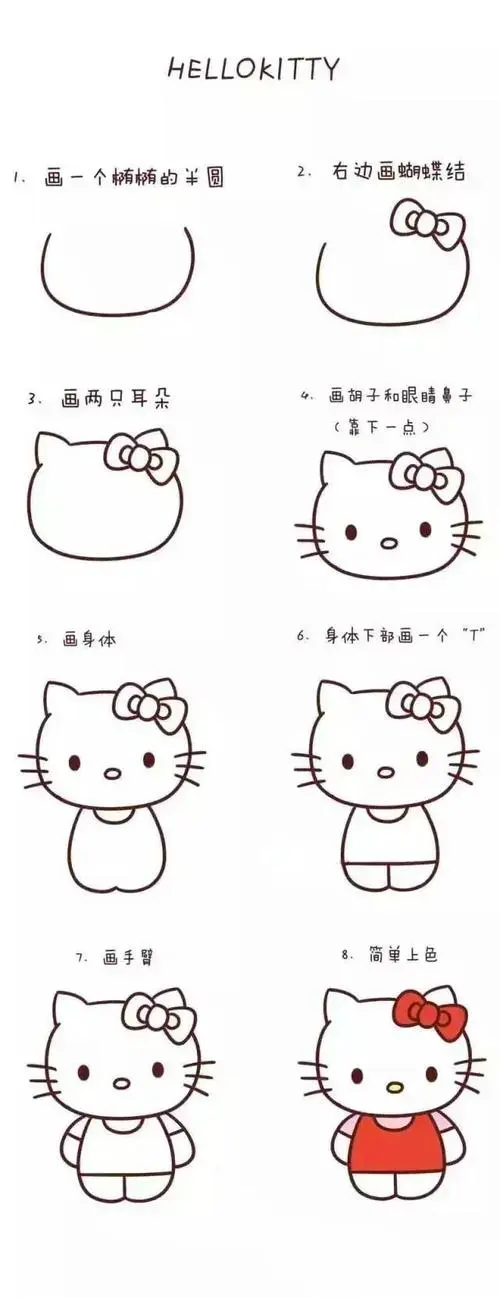 HELLOKITTY
1. 画一个椭椭的半圆
2. 右边画蝴蝶结
3. 画两只耳朵
4. 画胡子和眼睛鼻子
（靠下一点）
5. 画身体
6. 身体下部画一个“T”
7. 画手臂
8. 简单上色